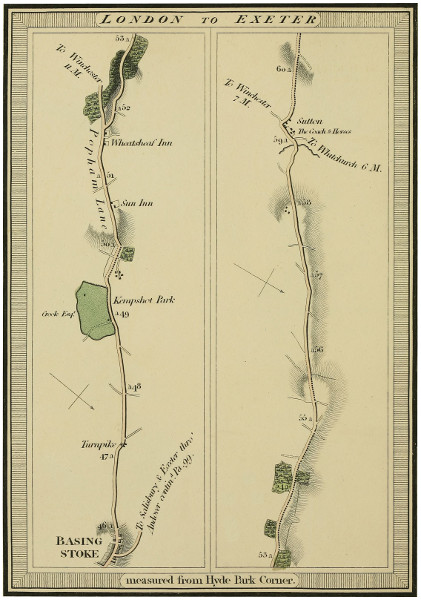 LONDON TO EXETER
53
To Winchester
11.M.
52
Wheatsheaf Inn
Popham Lane
51
Sun Inn
50
Kempshot Park
Crook Esq.
49
48
Turnpike
47
46
To Salisbury & Exeter thro'
Andover contin.d Pa. 99.
BASING
STOKE
60
To Winchester
7 M.
Sutton
The Coach & Horses
59
To Whitchurch 6 M.
58
57
56
55
54
53
measured from Hyde Park Corner.